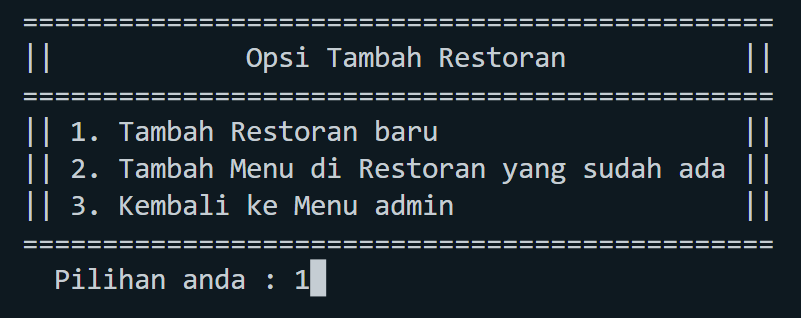 ===============================================
||            Opsi Tambah Restoran           ||
===============================================
|| 1. Tambah Restoran baru                   ||
|| 2. Tambah Menu di Restoran yang sudah ada ||
|| 3. Kembali ke Menu admin                  ||
===============================================
  Pilihan anda : 1